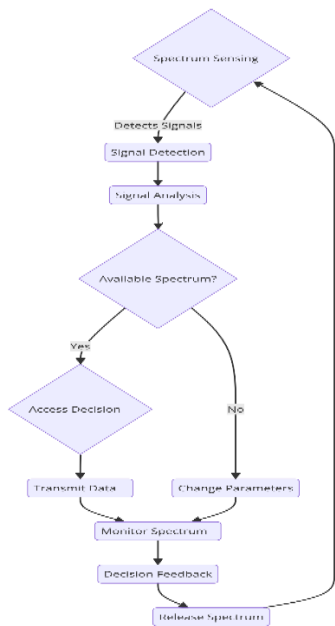 Spectrum Sensing
Detects Signals
Signal Detection
Signal Analysis
Available Spectrum?
Yes
Access Decision
No
Transmit Data
Change Parameters
Monitor Spectrum
Decision Feedback
Release Spectrum